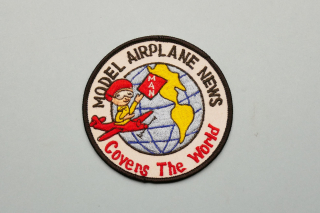 MODEL AIRPLANE NEWS
MAN
Covers The World